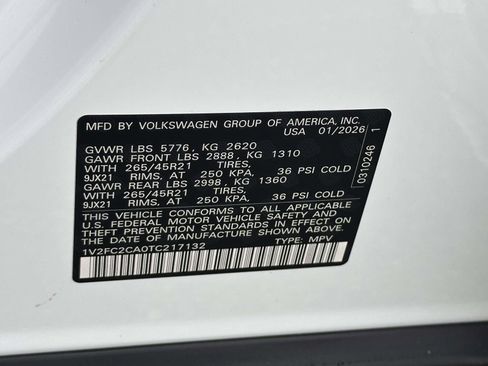 MFD BY VOLKSWAGEN GROUP OF AMERICA, INC.
USA 01/2026
GVWR LBS 5776, KG 2620
GAWR FRONT LBS 2888, KG 1310
WITH 265/45R21 TIRES,
9JX21 RIMS, AT 250 KPA, 36 PSI COLD
GAWR REAR LBS 2998, KG 1360
WITH 265/45R21 TIRES,
9JX21 RIMS, AT 250 KPA, 36 PSI COLD
THIS VEHICLE CONFORMS TO ALL APPLICABLE
U.S. FEDERAL MOTOR VEHICLE SAFETY AND
THEFT PREVENTION STANDARDS IN EFFECT ON
THE DATE OF MANUFACTURE SHOWN ABOVE.
1V2FC2CA0TC217132
TYPE: MPV
0310246 1